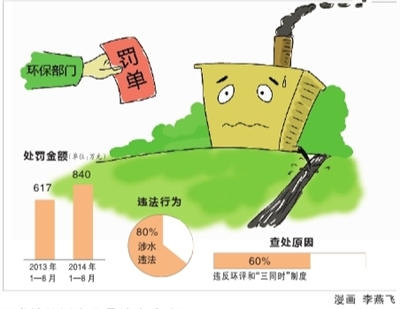 环保部门
罚单
处罚金额(单位:万元)
617
840
2013年
1—8月
2014年
1—8月
违法行为
80%
涉水
违法
查处原因
60%
违反环评和“三同时”制度
漫画 李燕飞